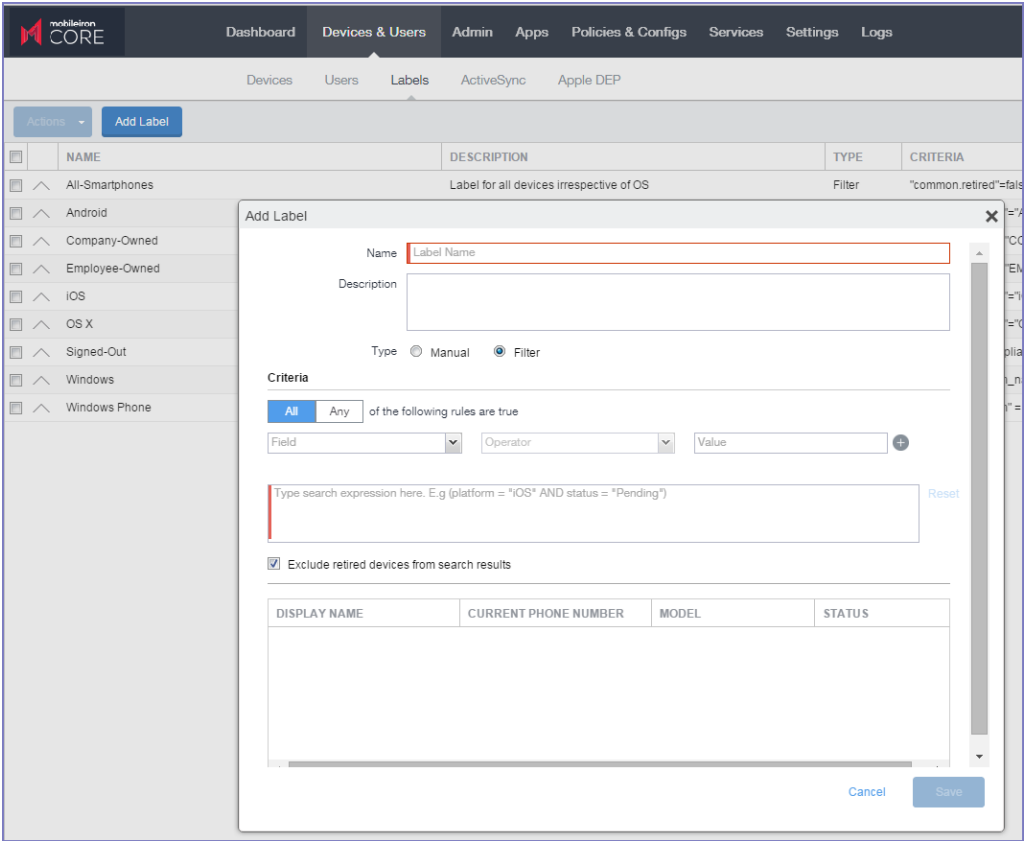 mobileiron
CORE
Dashboard Devices & Users Admin Apps Policies & Configs Services Settings Logs
Devices Users Labels ActiveSync Apple DEP
Actions Add Label
NAME DESCRIPTION TYPE CRITERIA
All-Smartphones Label for all devices irrespective of OS Filter "common.retired"=fals
Android
Company-Owned
Employee-Owned
iOS
OS X
Signed-Out
Windows
Windows Phone
Add Label
Name Label Name
Description
Type Manual Filter
Criteria
All Any of the following rules are true
Field Operator Value
Type search expression here. E.g (platform = "iOS" AND status = "Pending") Reset
Exclude retired devices from search results
DISPLAY NAME CURRENT PHONE NUMBER MODEL STATUS
Cancel Save